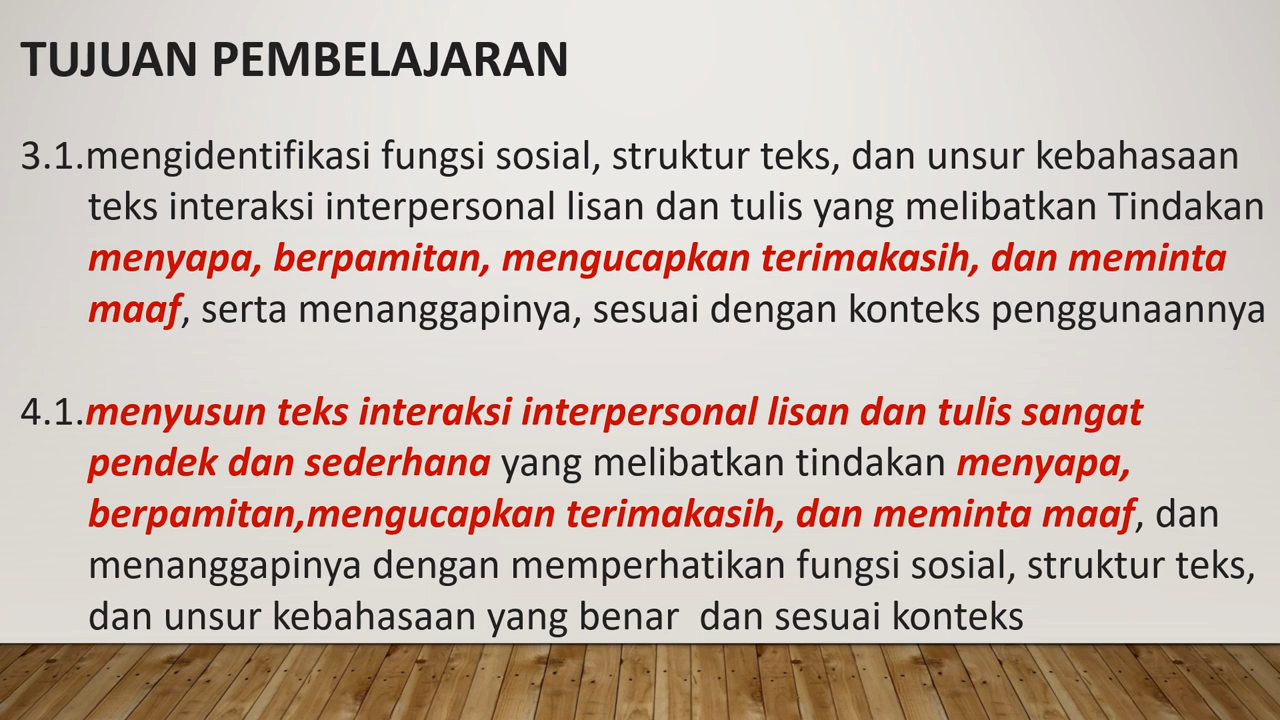 TUJUAN PEMBELAJARAN
3.1.mengidentifikasi fungsi sosial, struktur teks, dan unsur kebahasaan
teks interaksi interpersonal lisan dan tulis yang melibatkan Tindakan
menyapa, berpamitan, mengucapkan terimakasih, dan meminta
maaf, serta menanggapinya, sesuai dengan konteks penggunaannya
4.1.menyusun teks interaksi interpersonal lisan dan tulis sangat
pendek dan sederhana yang melibatkan tindakan menyapa,
berpamitan,mengucapkan terimakasih, dan meminta maaf, dan
menanggapinya dengan memperhatikan fungsi sosial, struktur teks,
dan unsur kebahasaan yang benar  dan sesuai konteks